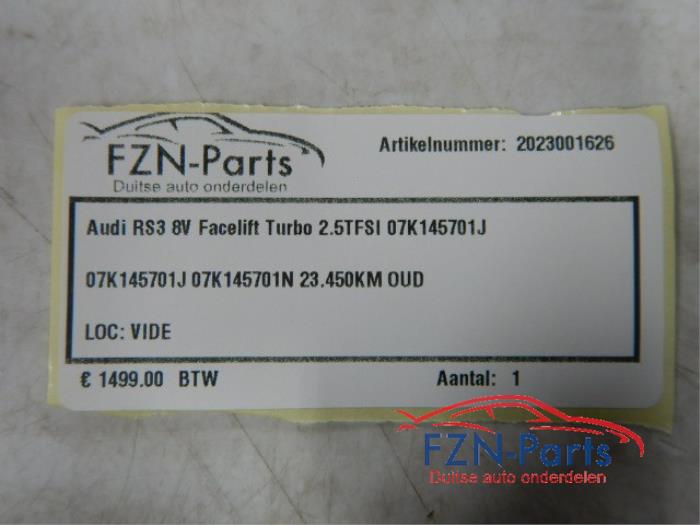 FZN-Parts
Duitse auto onderdelen
Artikelnummer: 2023001626
Audi RS3 8V Facelift Turbo 2.5TFSI 07K145701J
07K145701J 07K145701N 23.450KM OUD
LOC: VIDE
€ 1499.00 BTW
Aantal: 1
FZN-Parts
Duitse auto onderdelen